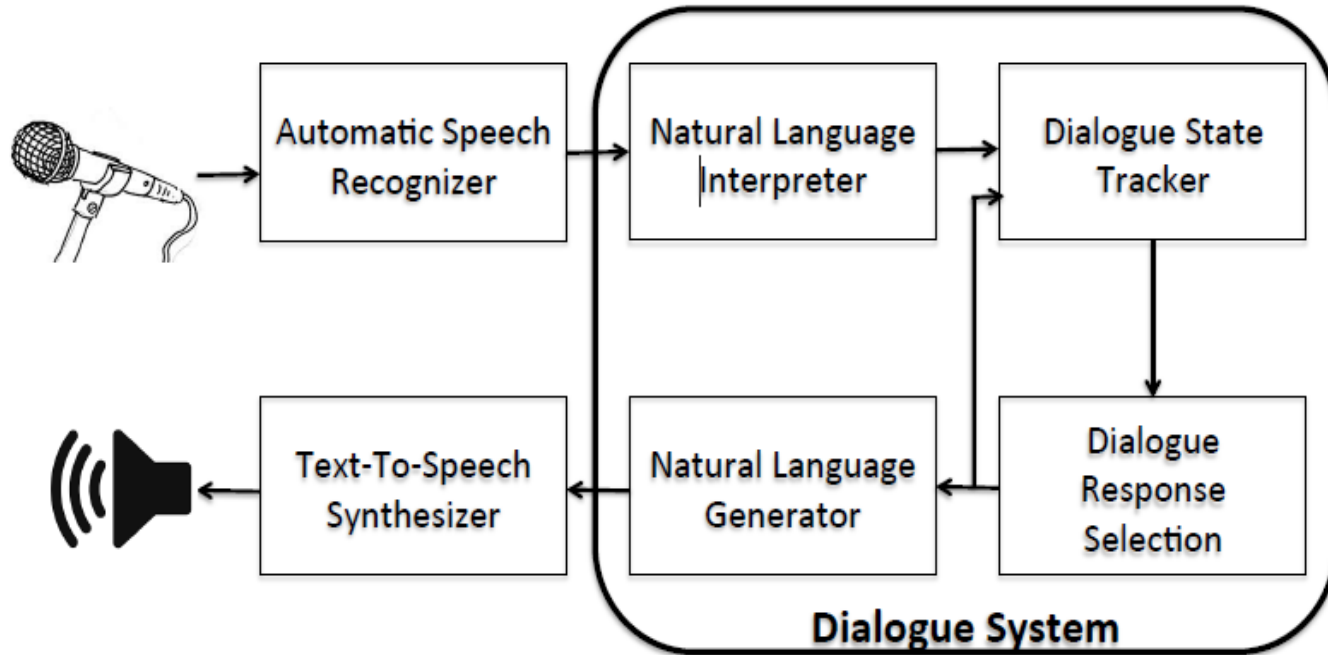 Automatic Speech
Recognizer
Natural Language
Interpreter
Dialogue State
Tracker
Text-To-Speech
Synthesizer
Natural Language
Generator
Dialogue
Response
Selection
Dialogue System